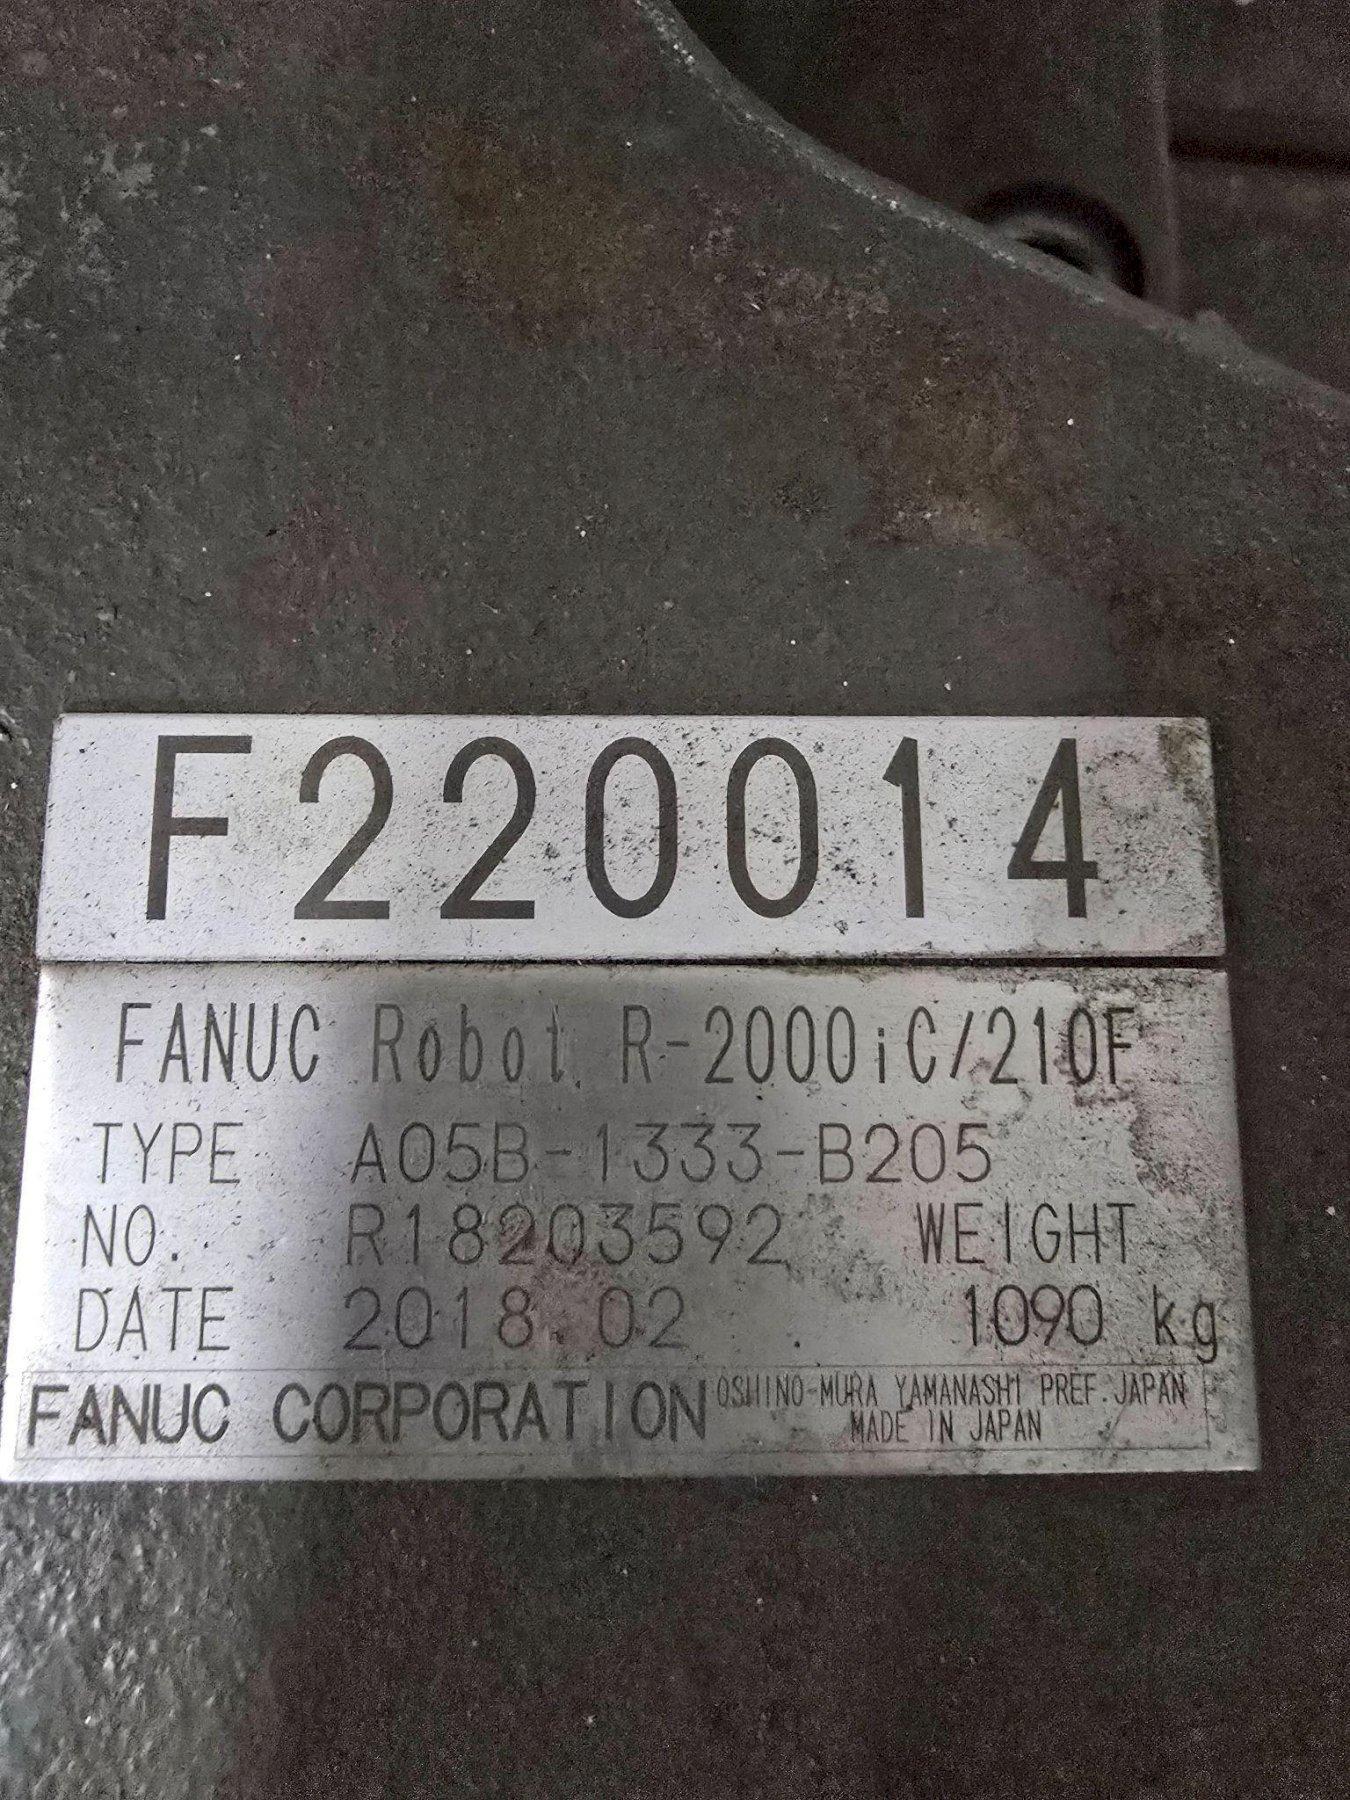 F220014
FANUC Robot R-2000iC/210F
TYPE A05B-1333-B205
NO. R18203592 WEIGHT
DATE 2018.02 1090 kg
FANUC CORPORATION OSHINO-MURA YAMANASHI PREF. JAPAN
MADE IN JAPAN